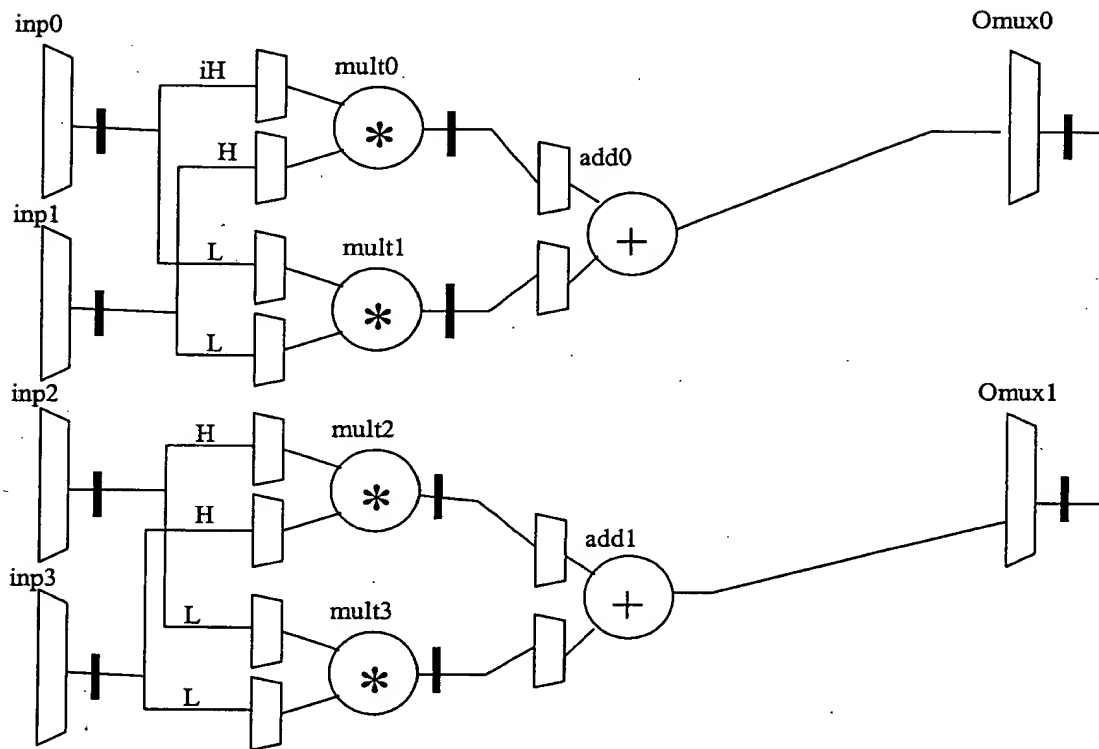 inp0
Omux0
iH
mult0
H
add0
*
inp1
+
L
mult1
*
L
inp2
Omux1
H
mult2
*
H
add1
inp3
+
L
mult3
*
L